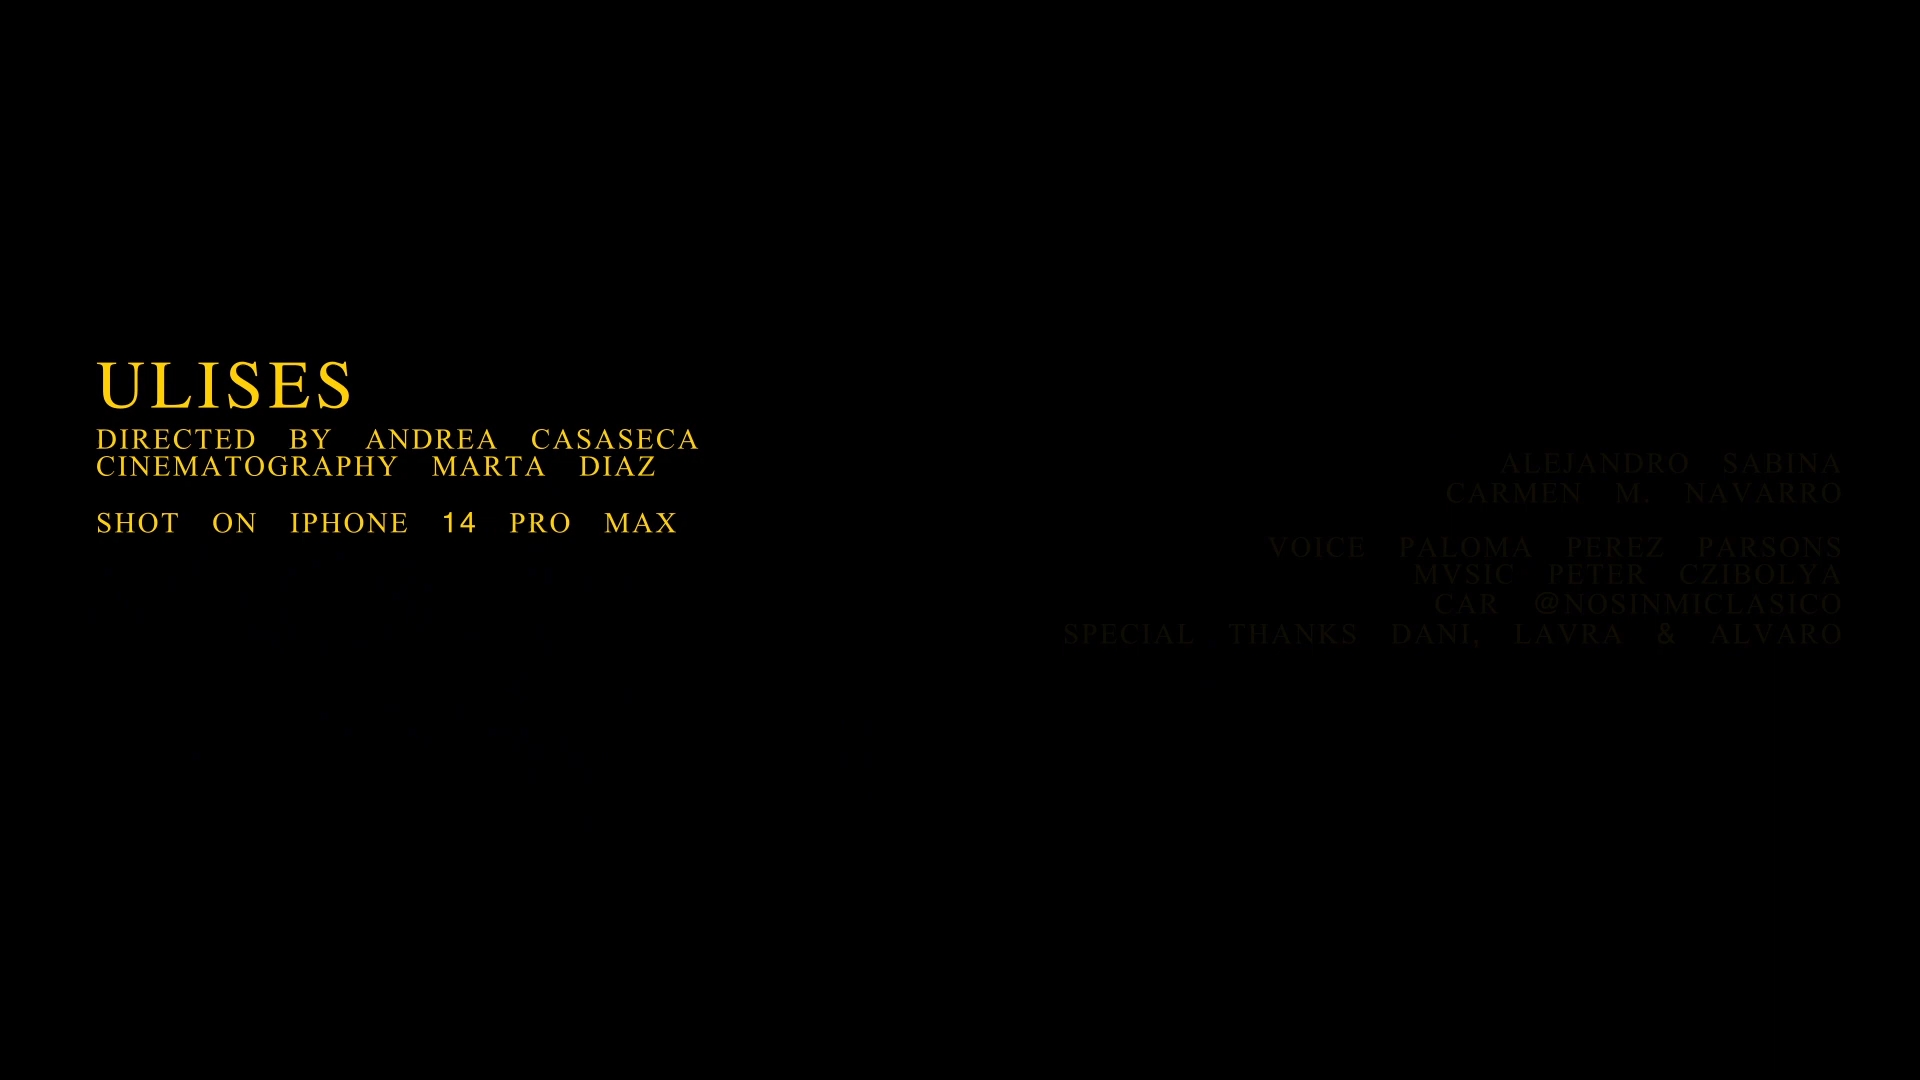 ULISES
DIRECTED BY ANDREA CASASECA
CINEMATOGRAPHY MARTA DIAZ
SHOT ON IPHONE 14 PRO MAX
ALEJANDRO SABINA
CARMEN M. NAVARRO
VOICE PALOMA PEREZ PARSONS
MVSIC PETER CZIBOLYA
CAR @NOSINMICLASICO
SPECIAL THANKS DANI, LAVRA & ALVARO